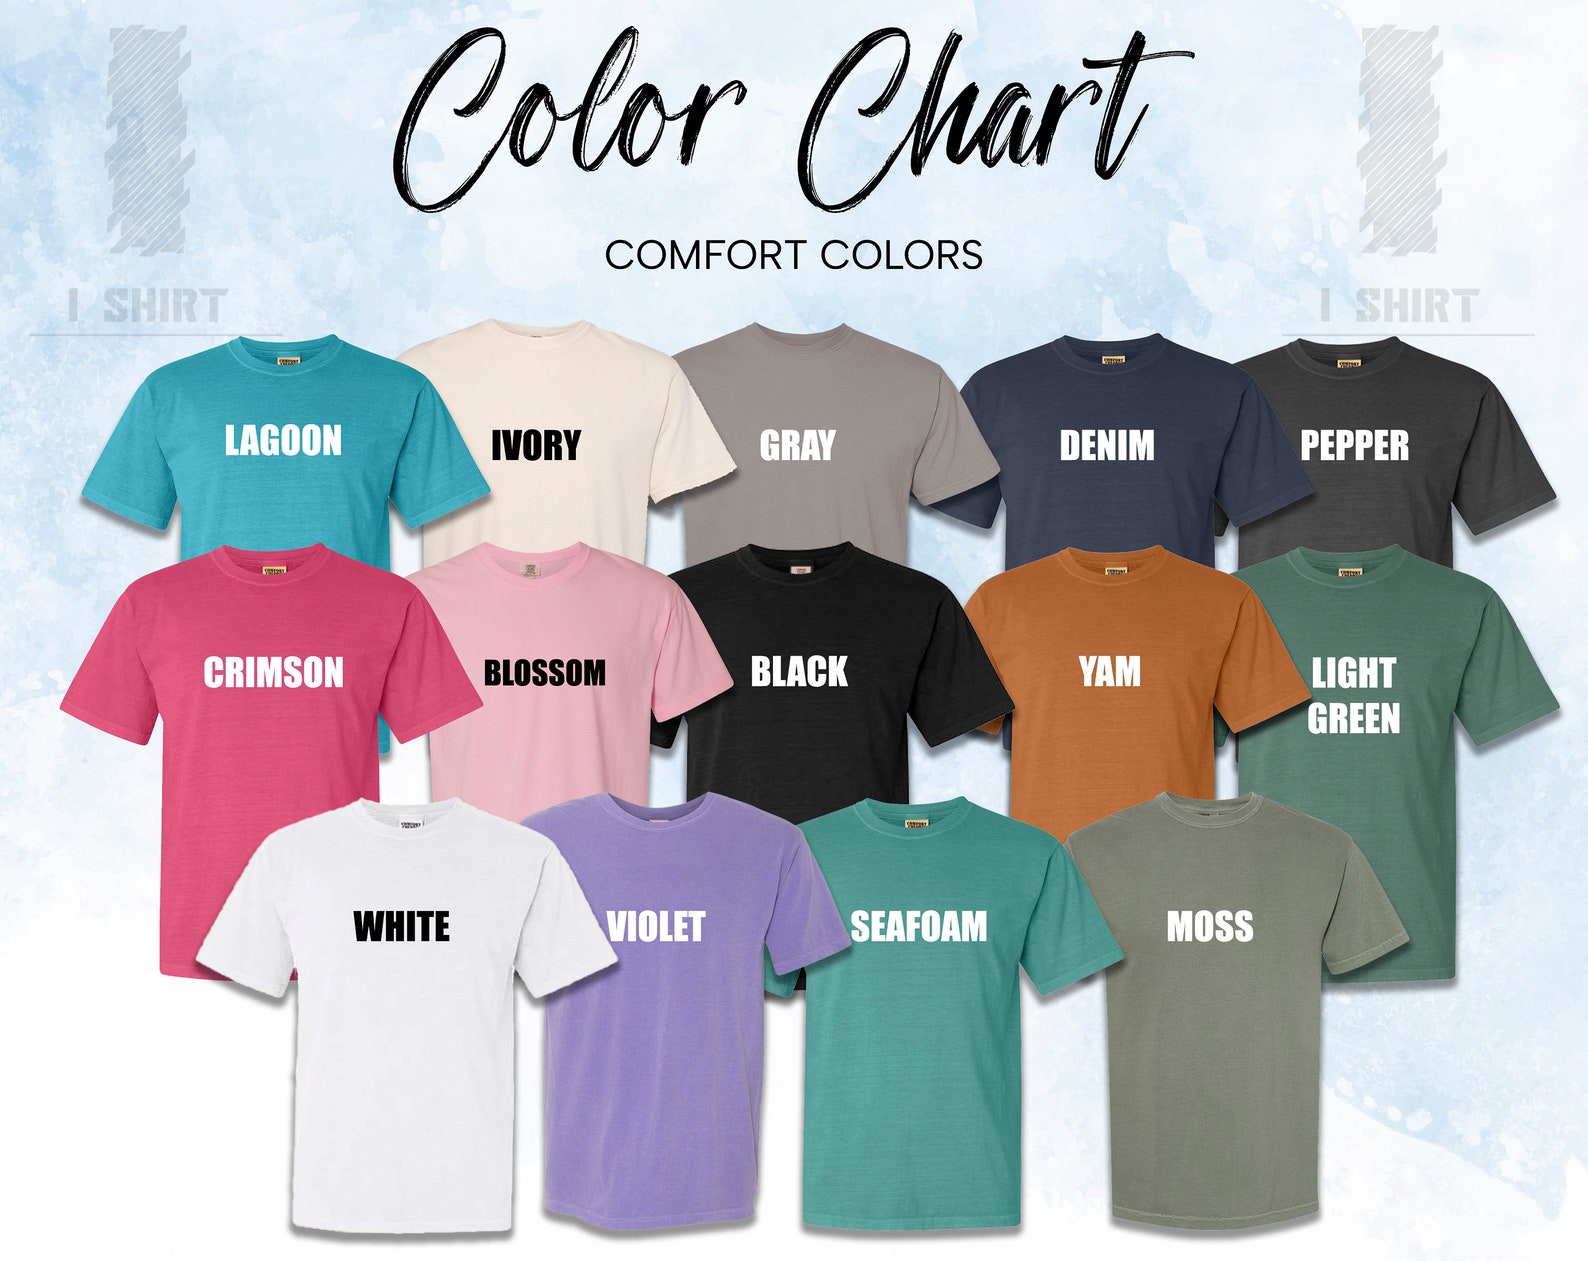 Color Chart
COMFORT COLORS
I SHIRT
I SHIRT
LAGOON
IVORY
GRAY
DENIM
PEPPER
CRIMSON
BLOSSOM
BLACK
YAM
LIGHT
GREEN
WHITE
VIOLET
SEAFOAM
MOSS